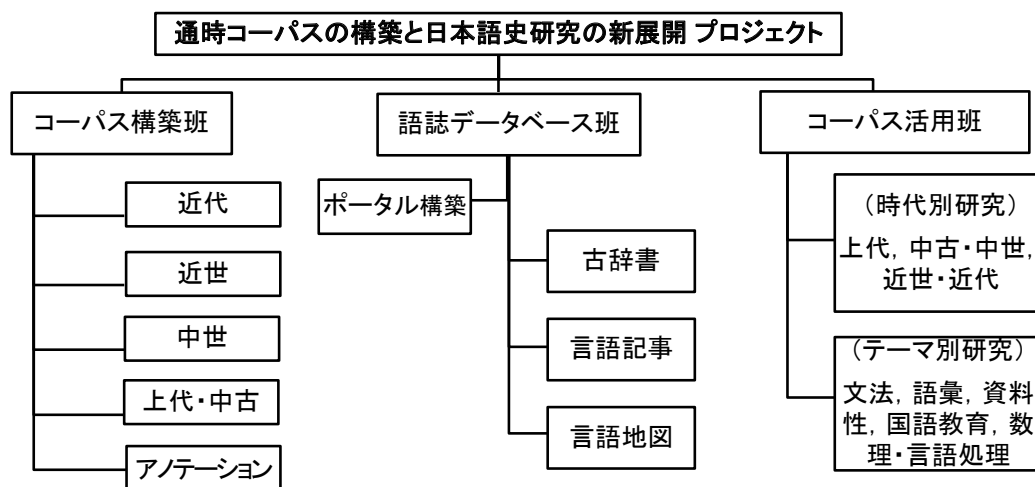 通時コーパスの構築と日本語史研究の新展開 プロジェクト
コーパス構築班
近代
近世
中世
上代・中古
アノテーション
語誌データベース班
ポータル構築
古辞書
言語記事
言語地図
コーパス活用班
（時代別研究）
上代, 中古・中世,
近世・近代
（テーマ別研究）
文法, 語彙, 資料
性, 国語教育, 数
理・言語処理